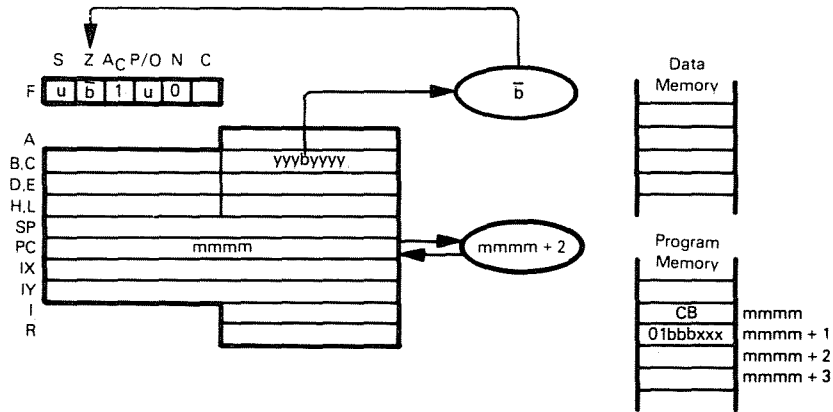 S Z AC P/O N C
F u b̄ 1 u 0
b̄
Data
Memory
A
B,C yyybyyyy
D,E
H,L
SP
PC mmmm
mmmm + 2
IX
IY
I
R
Program
Memory
CB mmmm
01bbbxxx mmmm + 1
mmmm + 2
mmmm + 3